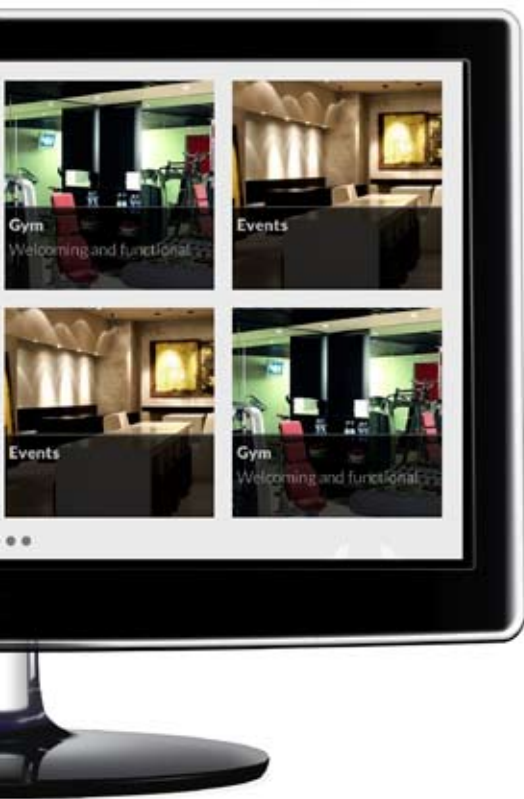 Gym
Welcoming and functional
Events
Events
Gym
Welcoming and functional